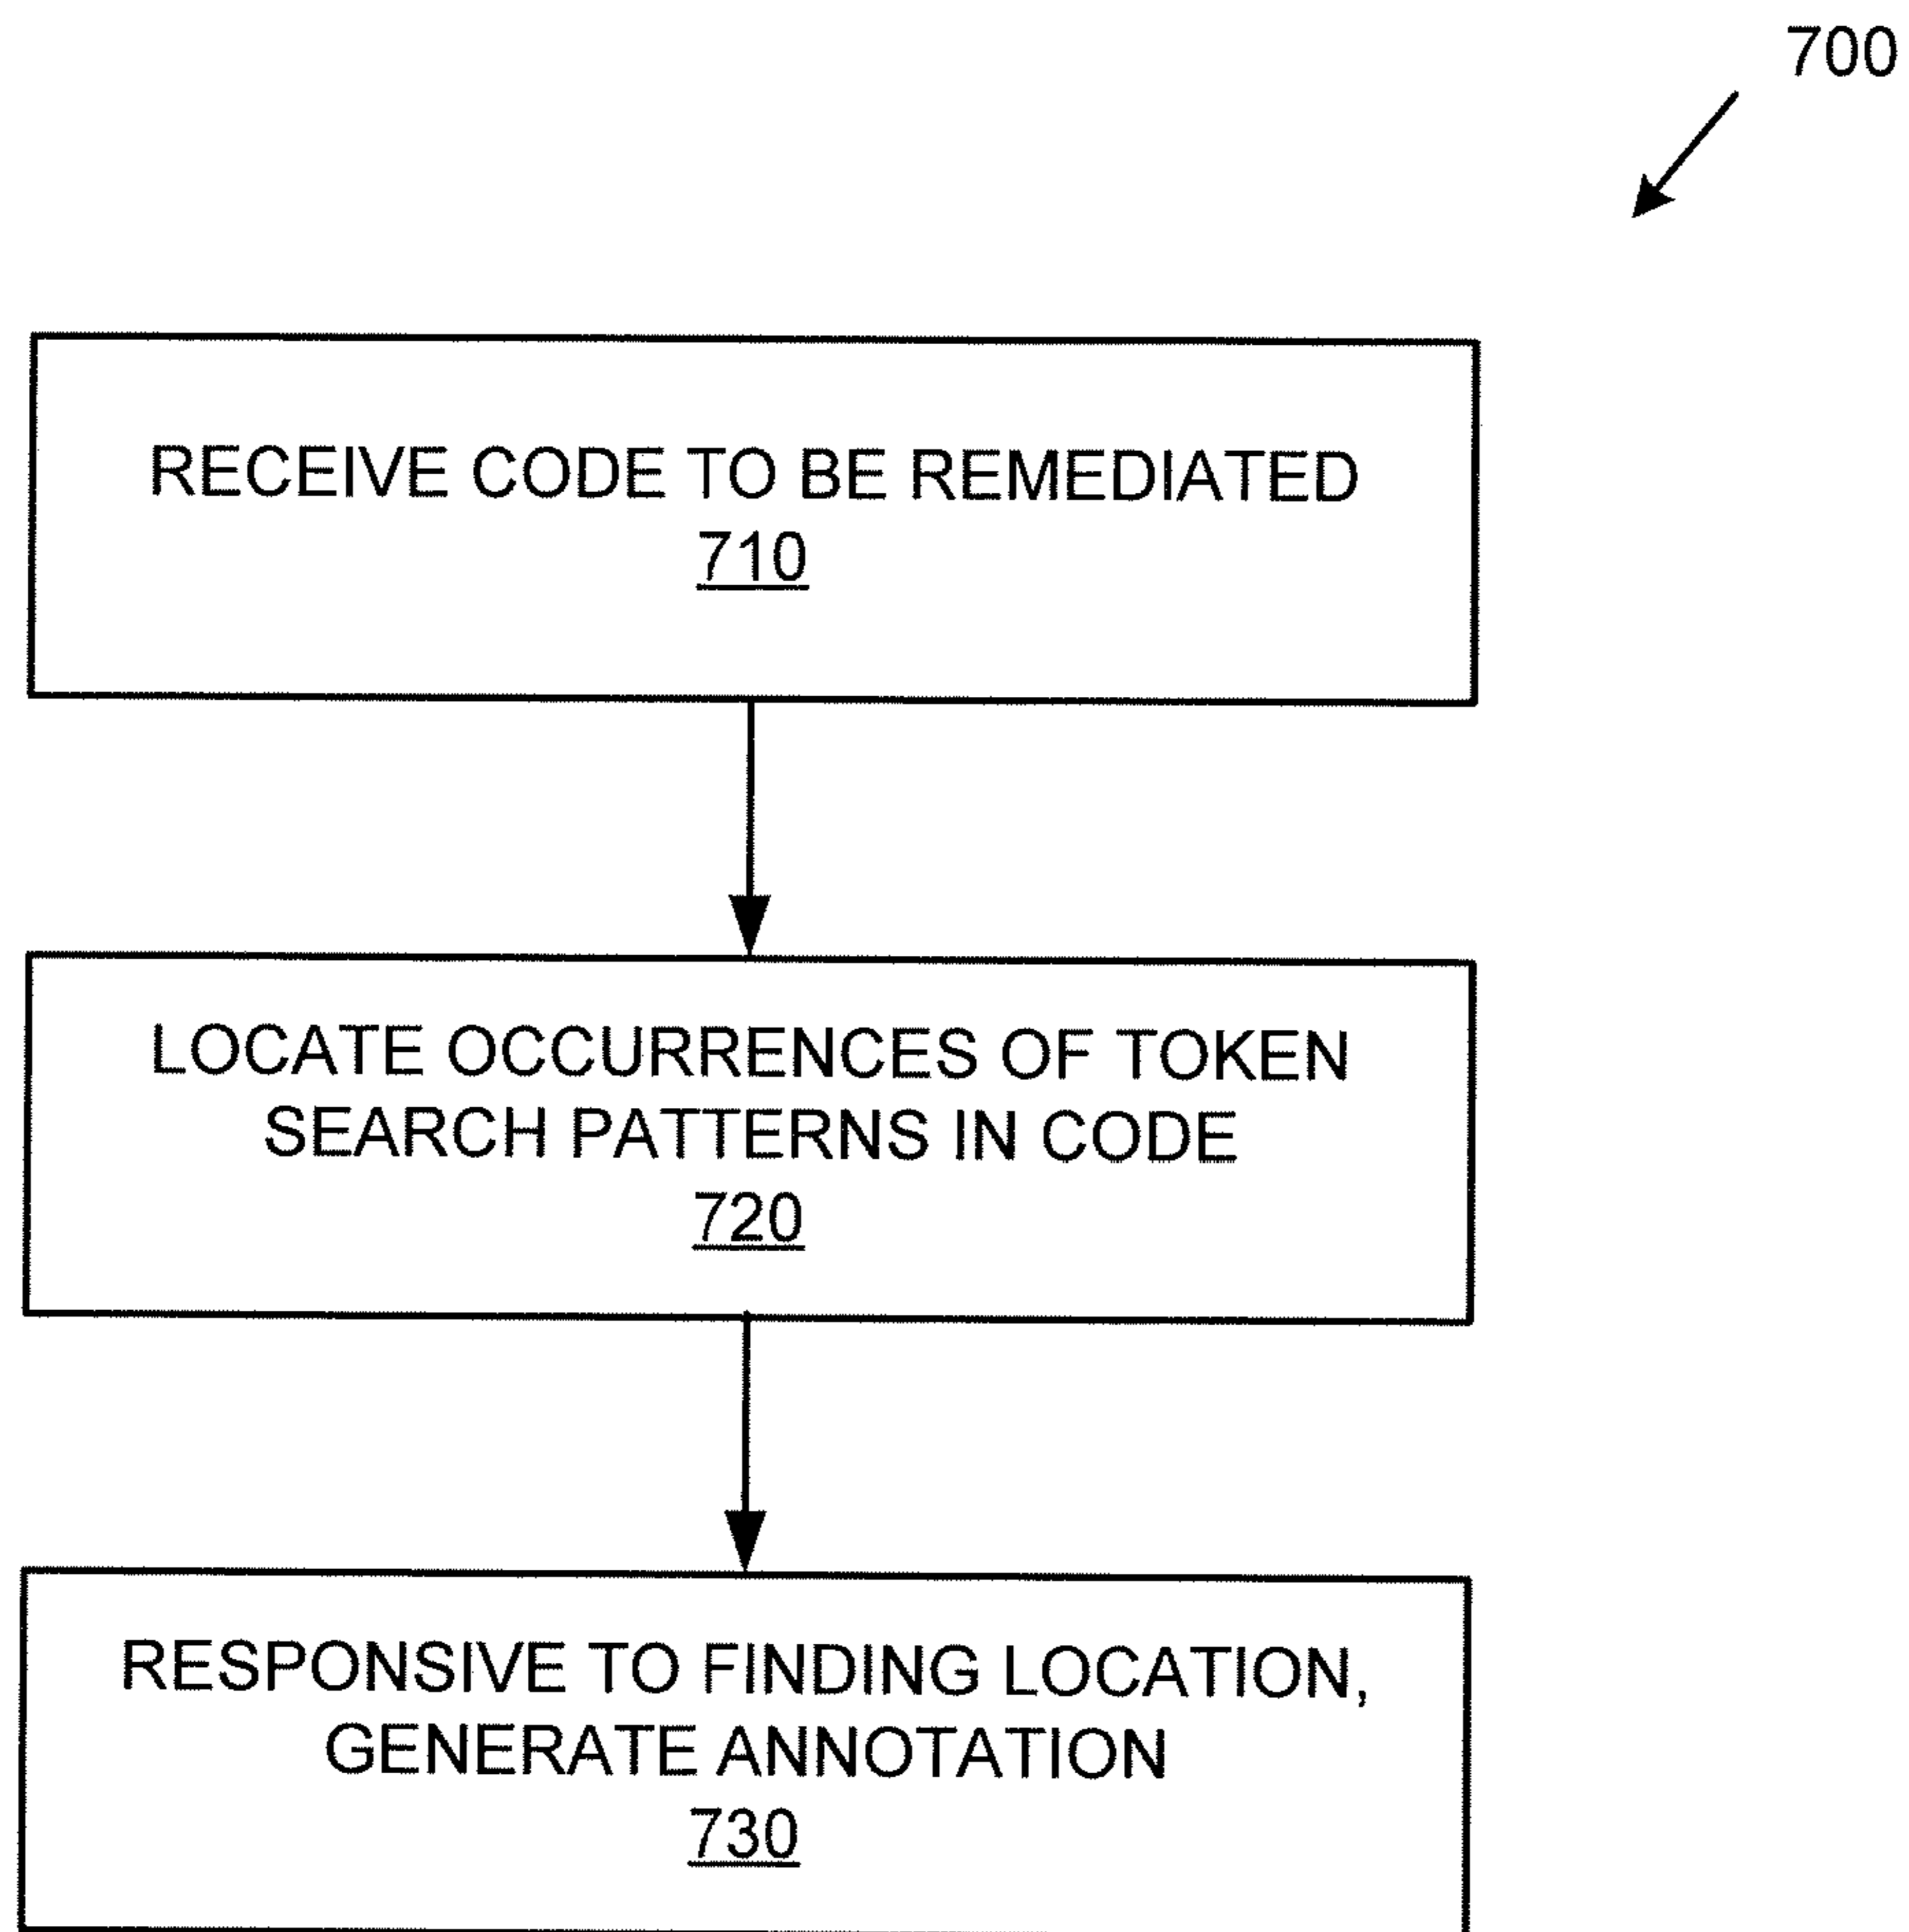 700
RECEIVE CODE TO BE REMEDIATED
710
LOCATE OCCURRENCES OF TOKEN
SEARCH PATTERNS IN CODE
720
RESPONSIVE TO FINDING LOCATION,
GENERATE ANNOTATION
730